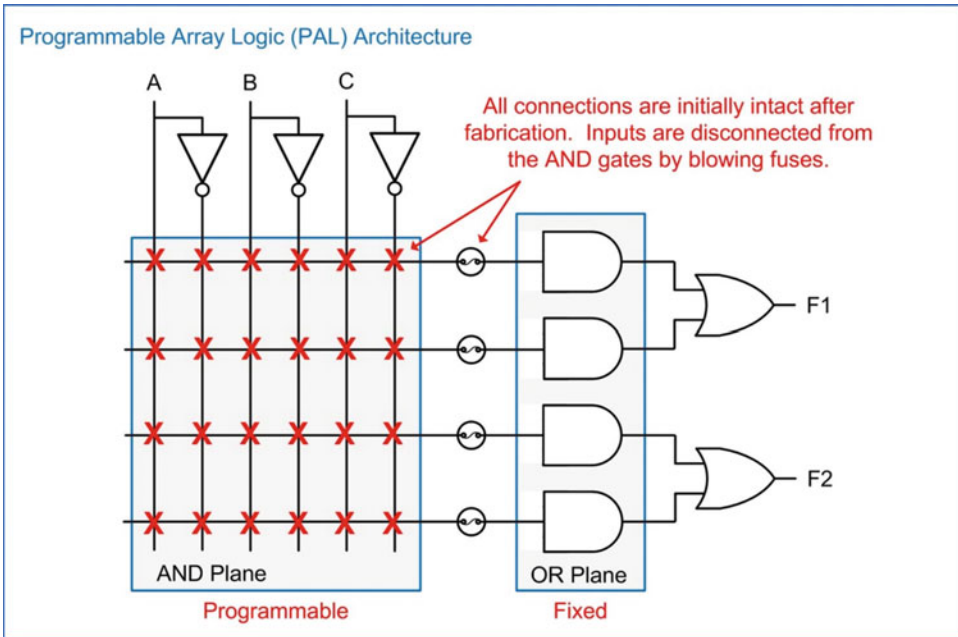 Programmable Array Logic (PAL) Architecture
A B C
All connections are initially intact after
fabrication. Inputs are disconnected from
the AND gates by blowing fuses.
F1
F2
AND Plane
OR Plane
Programmable
Fixed